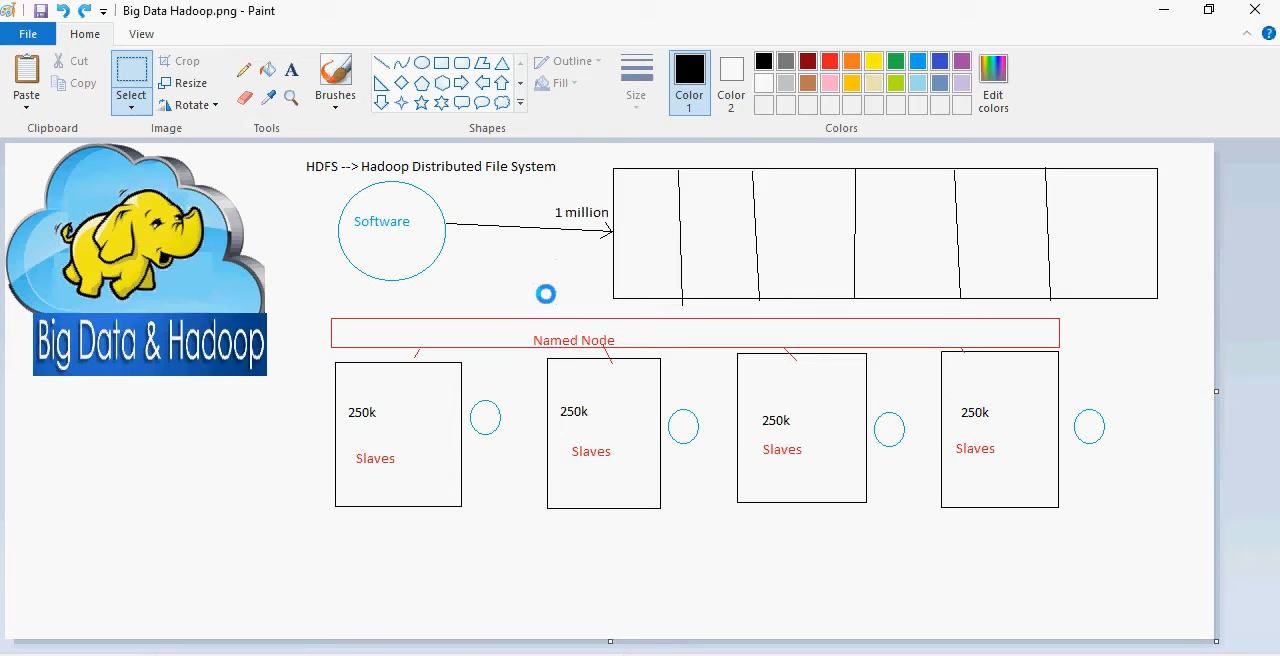 Big Data Hadoop.png - Paint
File
Home
View
Paste
Cut
Copy
Clipboard
Select
Crop
Resize
Rotate
Image
A
Tools
Brushes
Shapes
Outline
Fill
Size
Color
1
Color
2
Edit
colors
Colors
?
HDFS --> Hadoop Distributed File System
Software
1 million
Big Data & Hadoop
Named Node
250k
Slaves
250k
Slaves
250k
Slaves
250k
Slaves